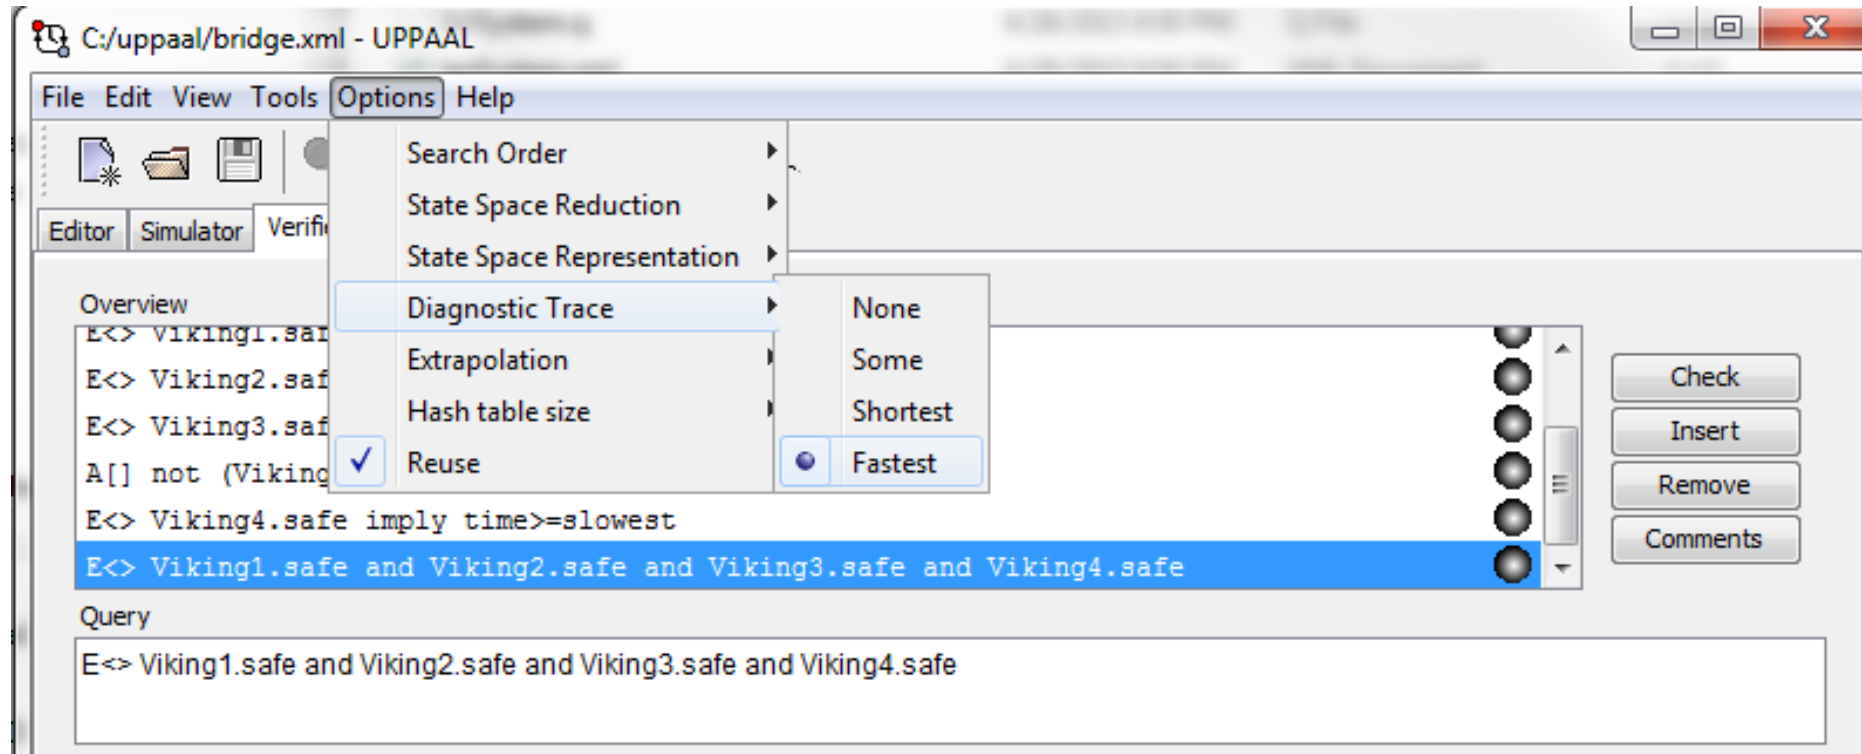 C:/uppaal/bridge.xml - UPPAAL
File Edit View Tools Options Help
Search Order
State Space Reduction
Editor Simulator Verifi
State Space Representation
Overview
Diagnostic Trace None
E<> Viking1.saf
Extrapolation Some
E<> Viking2.saf
Check
Hash table size Shortest
E<> Viking3.saf
Insert
Reuse Fastest
A[] not (Viking
Remove
E<> Viking4.safe imply time>=slowest
Comments
E<> Viking1.safe and Viking2.safe and Viking3.safe and Viking4.safe
Query
E<> Viking1.safe and Viking2.safe and Viking3.safe and Viking4.safe